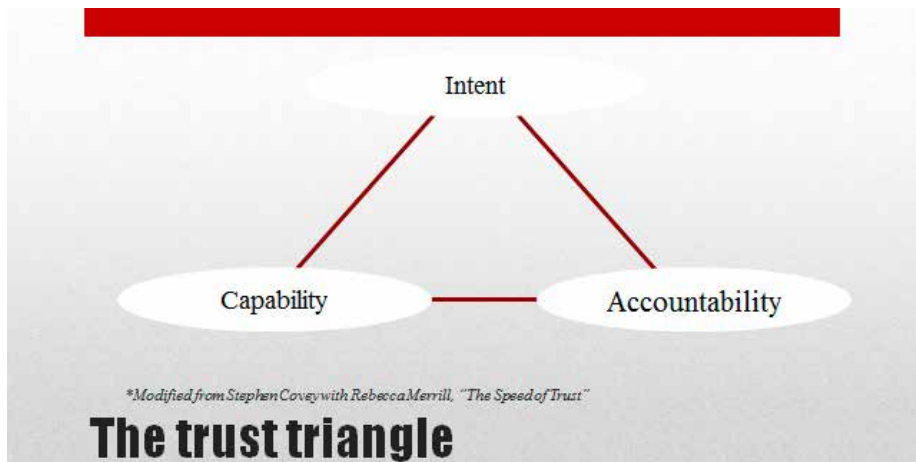 Intent
Capability Accountability
*Modified from Stephen Covey with Rebecca Merrill, "The Speed of Trust"
The trust triangle